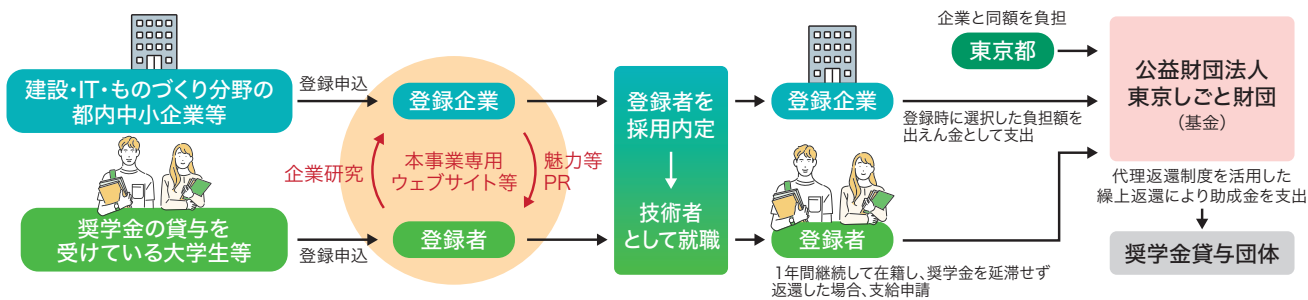 建設・IT・ものづくり分野の
都内中小企業等
奨学金の貸与を
受けている大学生等
登録申込
登録申込
登録企業
企業研究
本事業専用
ウェブサイト等
魅力等
PR
登録者
登録者を
採用内定
技術者
として就職
登録企業
登録者
1年間継続して在籍し、奨学金を延滞せず
返還した場合、支給申請
企業と同額を負担
東京都
登録時に選択した負担額を
出えん金として支出
公益財団法人
東京しごと財団
（基金）
代理返還制度を活用した
繰上返還により助成金を支出
奨学金貸与団体